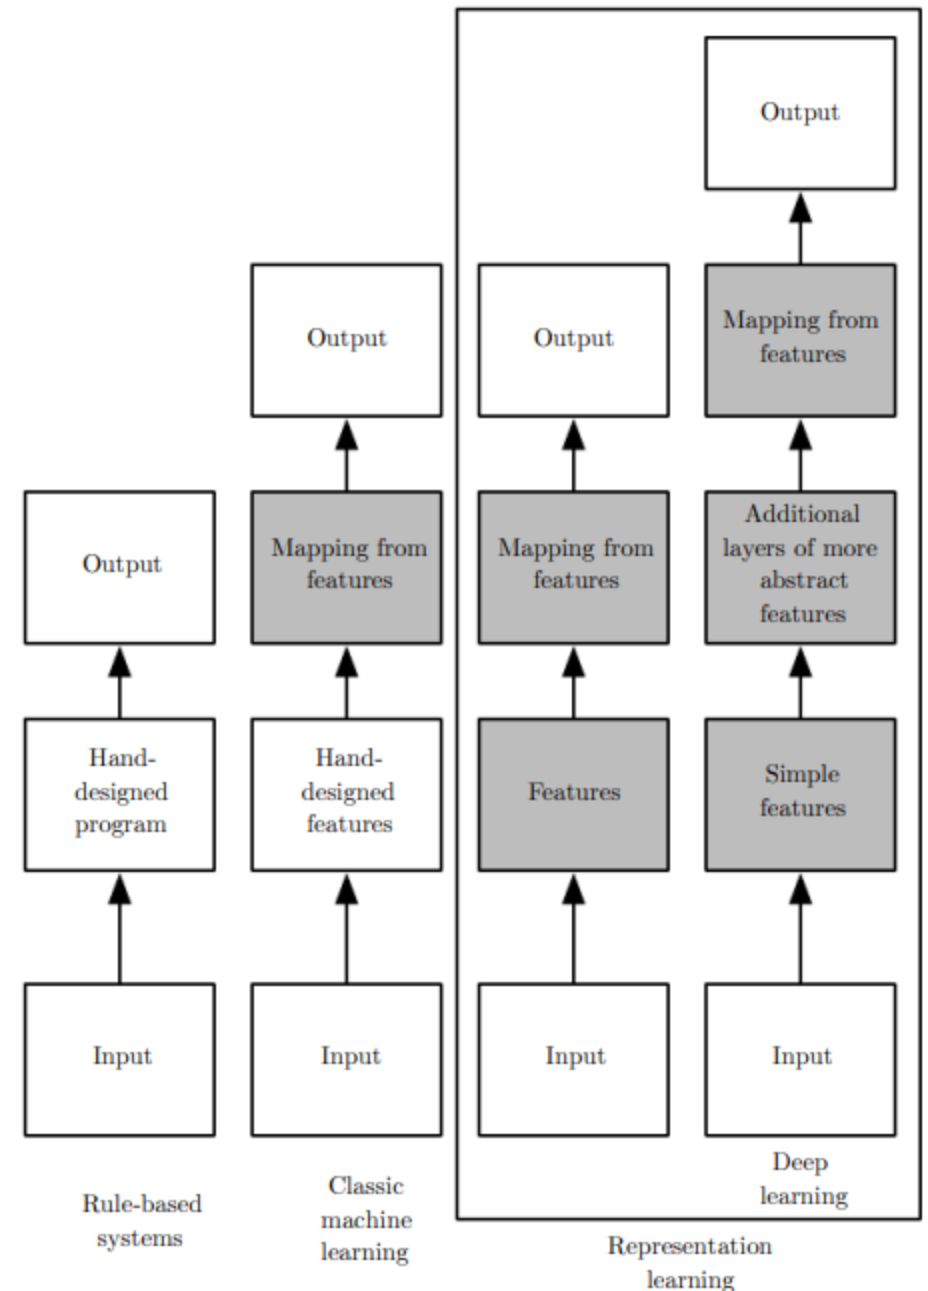 Output
Output
Output
Mapping from
features
Output
Mapping from
features
Mapping from
features
Additional
layers of more
abstract
features
Hand-
designed
program
Hand-
designed
features
Features
Simple
features
Input
Input
Input
Input
Rule-based
systems
Classic
machine
learning
Deep
learning
Representation
learning